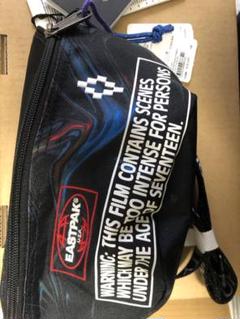 EASTPAK®
U.S.A.
WARNING: THIS FILM CONTAINS SCENES
WHICH MAY BE TOO INTENSE FOR PERSONS
UNDER THE AGE OF SEVENTEEN.